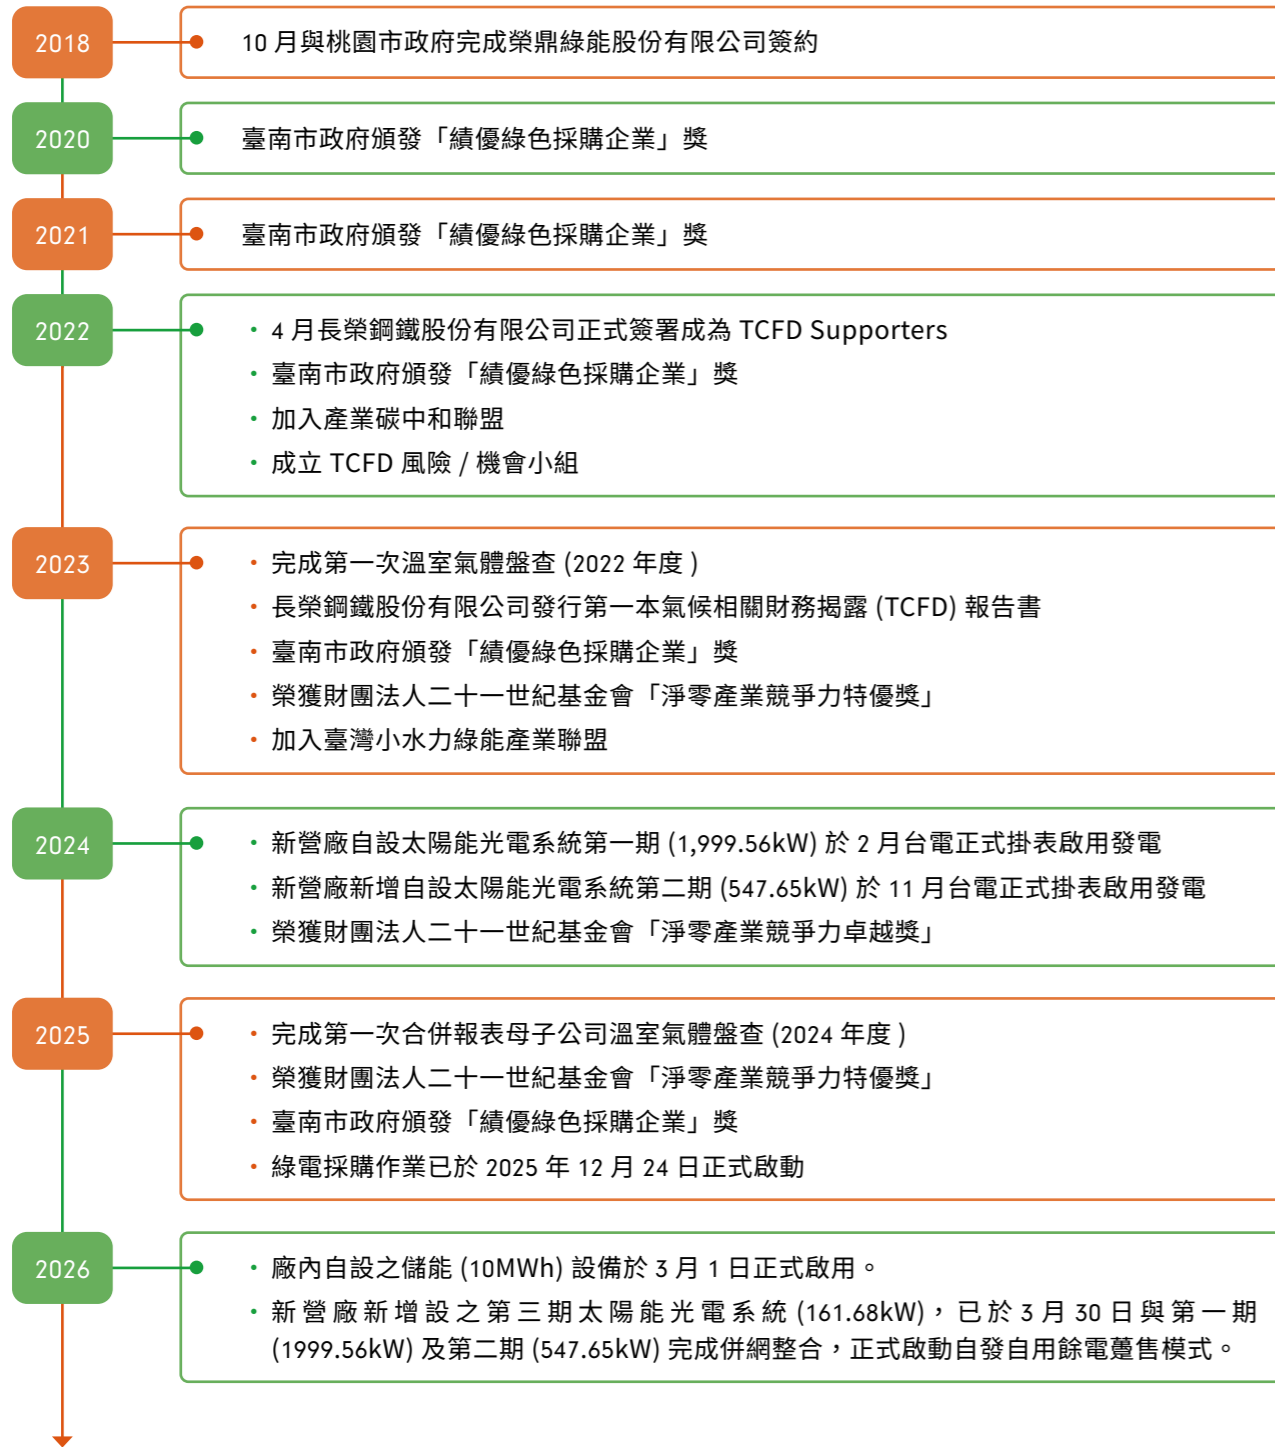 2018
10 月與桃園市政府完成榮鼎綠能股份有限公司簽約
2020
臺南市政府頒發「績優綠色採購企業」獎
2021
臺南市政府頒發「績優綠色採購企業」獎
2022
・4 月長榮鋼鐵股份有限公司正式簽署成為 TCFD Supporters
・臺南市政府頒發「績優綠色採購企業」獎
・加入產業碳中和聯盟
・成立 TCFD 風險 / 機會小組
2023
・完成第一次溫室氣體盤查 (2022 年度 )
・長榮鋼鐵股份有限公司發行第一本氣候相關財務揭露 (TCFD) 報告書
・臺南市政府頒發「績優綠色採購企業」獎
・榮獲財團法人二十一世紀基金會「淨零產業競爭力特優獎」
・加入臺灣小水力綠能產業聯盟
2024
・新營廠自設太陽能光電系統第一期 (1,999.56kW) 於 2 月台電正式掛表啟用發電
・新營廠新增自設太陽能光電系統第二期 (547.65kW) 於 11 月台電正式掛表啟用發電
・榮獲財團法人二十一世紀基金會「淨零產業競爭力卓越獎」
2025
・完成第一次合併報表母子公司溫室氣體盤查 (2024 年度 )
・榮獲財團法人二十一世紀基金會「淨零產業競爭力特優獎」
・臺南市政府頒發「績優綠色採購企業」獎
・綠電採購作業已於 2025 年 12 月 24 日正式啟動
2026
・廠內自設之儲能 (10MWh) 設備於 3 月 1 日正式啟用。
・新營廠新增設之第三期太陽能光電系統 (161.68kW)，已於 3 月 30 日與第一期
(1999.56kW) 及第二期 (547.65kW) 完成併網整合，正式啟動自發自用餘電躉售模式。